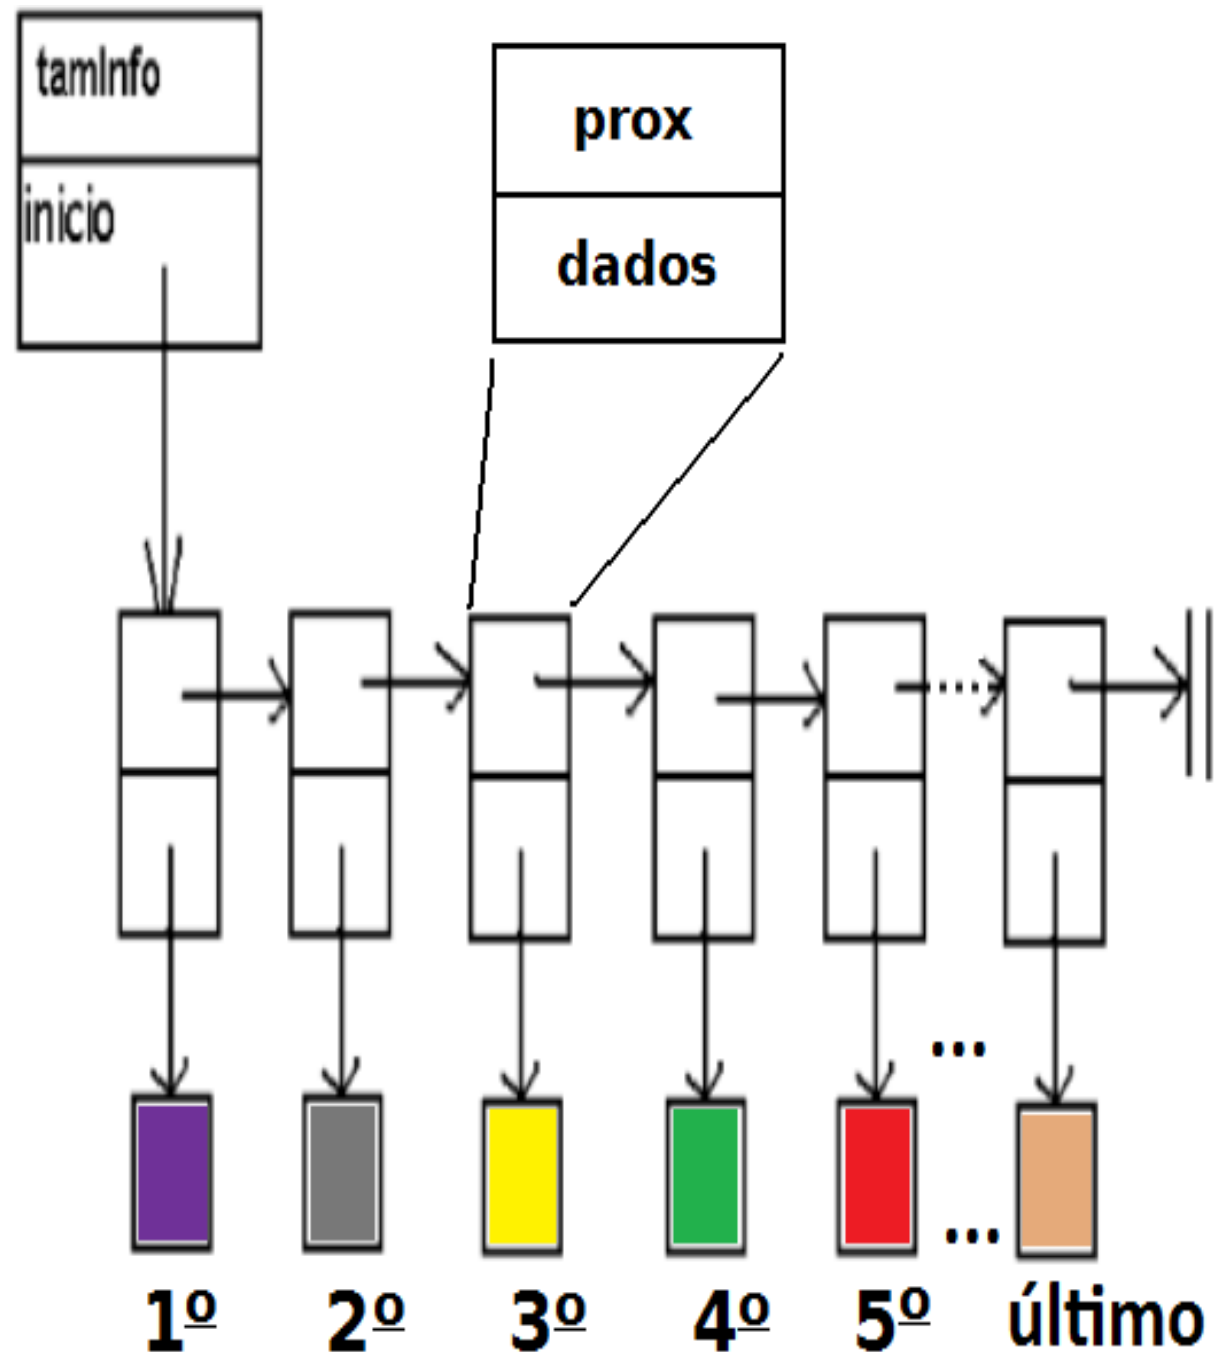 tamInfo
inicio
prox
dados
...
...
1º 2º 3º 4º 5º último